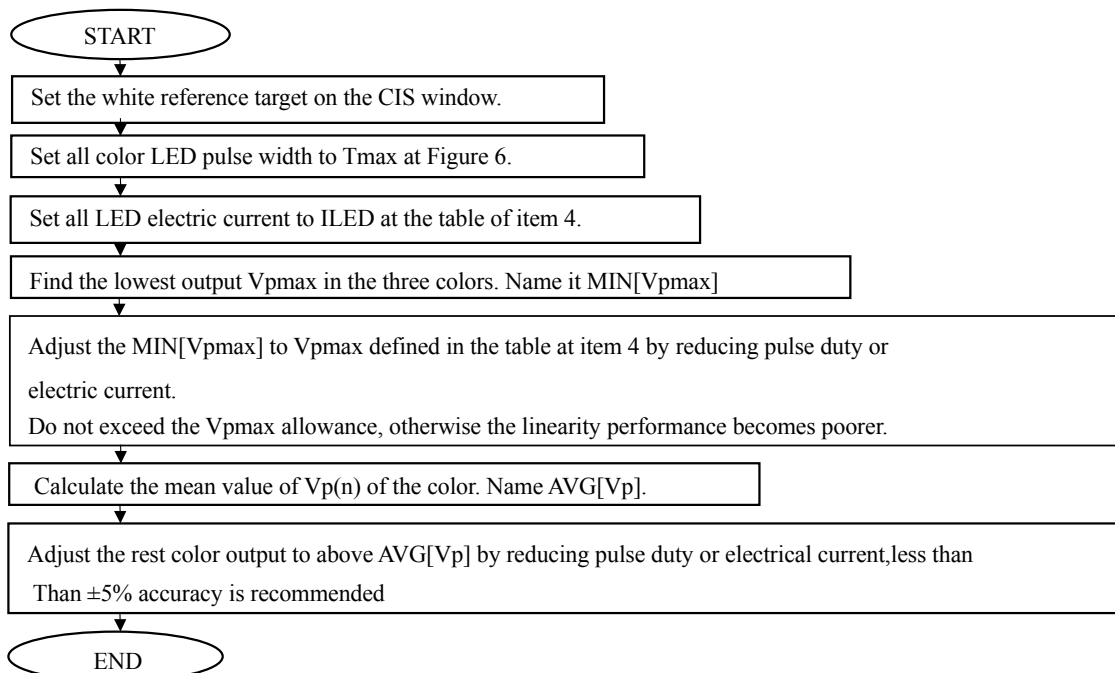 START
Set the white reference target on the CIS window.
Set all color LED pulse width to Tmax at Figure 6.
Set all LED electric current to ILED at the table of item 4.
Find the lowest output Vpmax in the three colors. Name it MIN[Vpmax]
Adjust the MIN[Vpmax] to Vpmax defined in the table at item 4 by reducing pulse duty or
electric current.
Do not exceed the Vpmax allowance, otherwise the linearity performance becomes poorer.
Calculate the mean value of Vp(n) of the color. Name AVG[Vp].
Adjust the rest color output to above AVG[Vp] by reducing pulse duty or electrical current,less than
Than ±5% accuracy is recommended
END